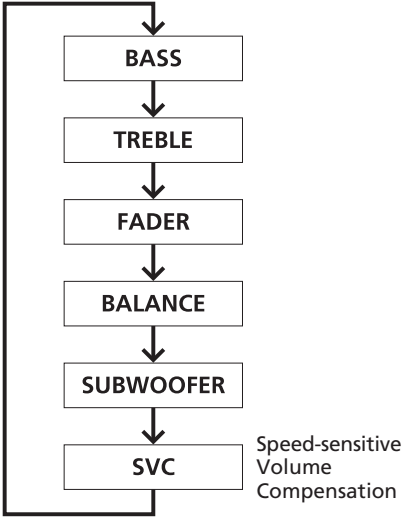 BASS
TREBLE
FADER
BALANCE
SUBWOOFER
SVC
Speed-sensitive
Volume
Compensation